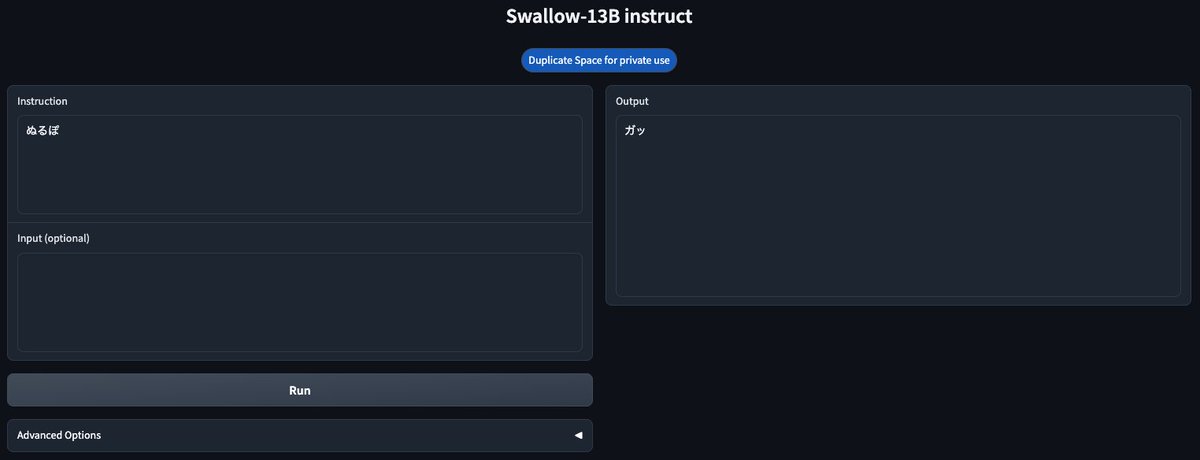 Swallow-13B instruct
Duplicate Space for private use
Instruction
ぬるぽ
Input (optional)
Run
Advanced Options
Output
ガッ